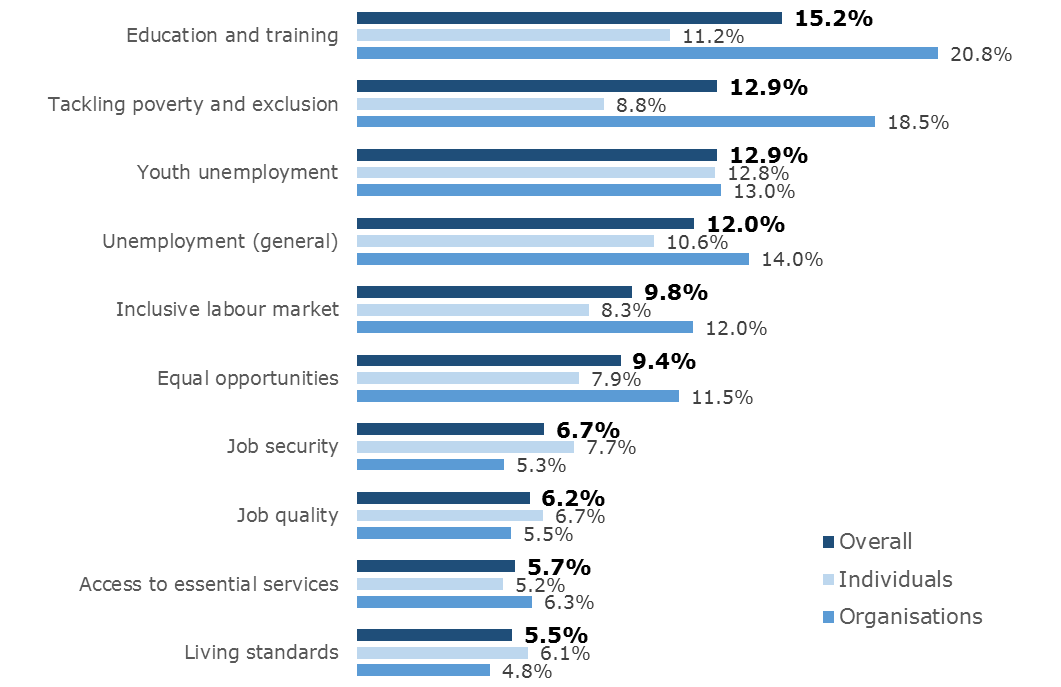 Education and training
15.2%
11.2%
20.8%
Tackling poverty and exclusion
12.9%
8.8%
18.5%
Youth unemployment
12.9%
12.8%
13.0%
Unemployment (general)
12.0%
10.6%
14.0%
Inclusive labour market
9.8%
8.3%
12.0%
Equal opportunities
9.4%
7.9%
11.5%
Job security
6.7%
7.7%
5.3%
Job quality
6.2%
6.7%
5.5%
Access to essential services
5.7%
5.2%
6.3%
Living standards
5.5%
6.1%
4.8%
Overall
Individuals
Organisations